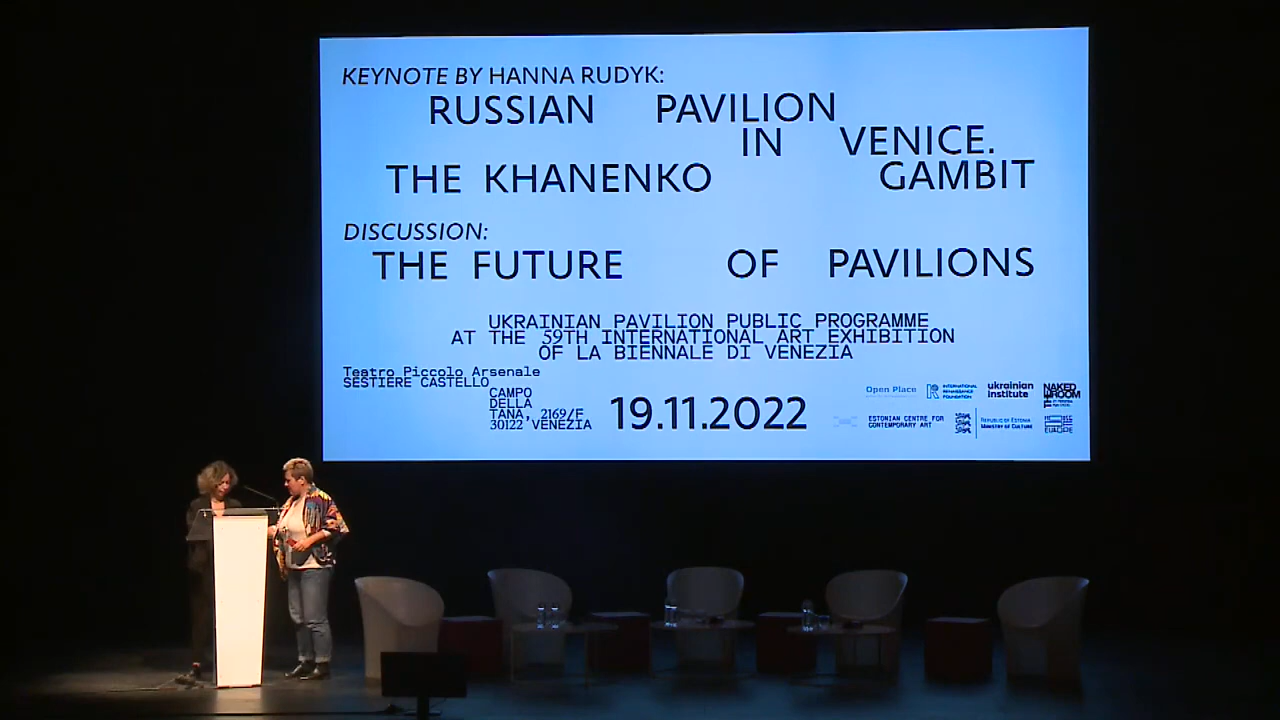 KEYNOTE BY HANNA RUDYK:
RUSSIAN PAVILION
IN VENICE.
THE KHANENKO GAMBIT
DISCUSSION:
THE FUTURE OF PAVILIONS
UKRAINIAN PAVILION PUBLIC PROGRAMME
AT THE 59TH INTERNATIONAL ART EXHIBITION
OF LA BIENNALE DI VENEZIA
Teatro Piccolo Arsenale
SESTIERE CASTELLO
CAMPO
DELLA
TANA, 2169/F
30122 VENEZIA
19.11.2022
Open Place
INTERNATIONAL
RENAISSANCE
FOUNDATION
ukrainian
institute
NAKED
ROOM
ESTONIAN CENTRE FOR
CONTEMPORARY ART
REPUBLIC OF ESTONIA
MINISTRY OF CULTURE